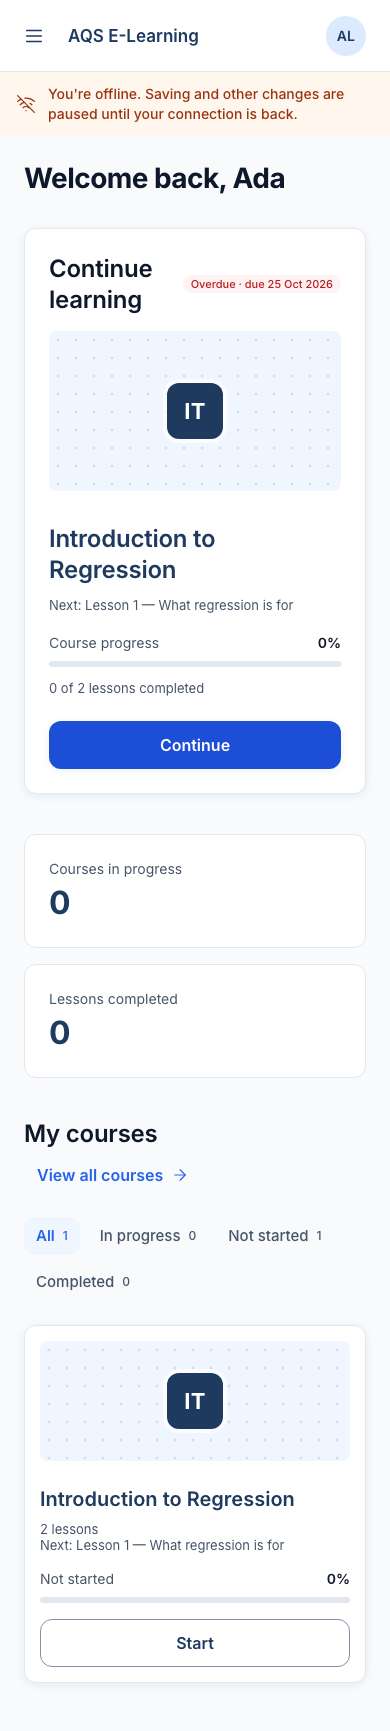 AQS E-Learning
AL
You're offline. Saving and other changes are
paused until your connection is back.
Welcome back, Ada
Continue
learning
Overdue · due 25 Oct 2026
IT
Introduction to
Regression
Next: Lesson 1 — What regression is for
Course progress 0%
0 of 2 lessons completed
Continue
Courses in progress
0
Lessons completed
0
My courses
View all courses
All 1 In progress 0 Not started 1
Completed 0
IT
Introduction to Regression
2 lessons
Next: Lesson 1 — What regression is for
Not started 0%
Start